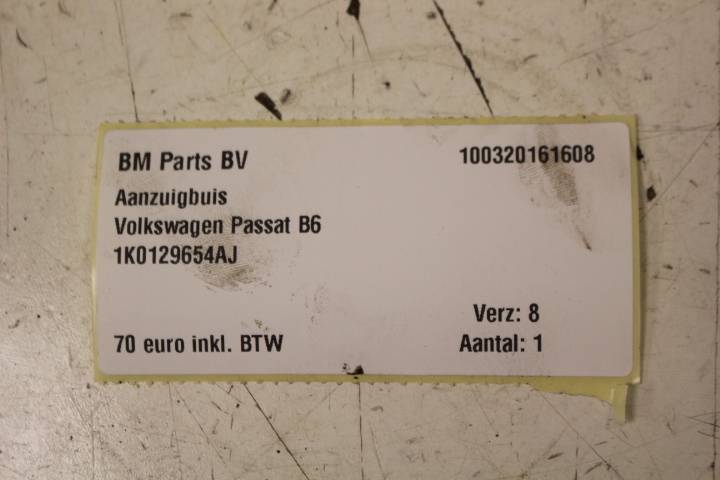 BM Parts BV 100320161608
Aanzuigbuis
Volkswagen Passat B6
1K0129654AJ
Verz: 8
70 euro inkl. BTW Aantal: 1